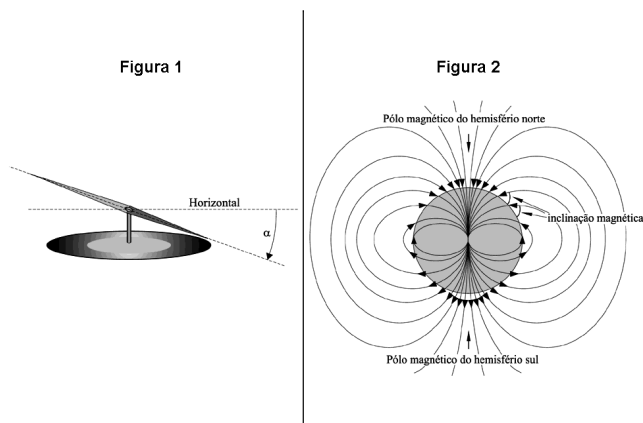 Figura 1
Horizontal
α
Figura 2
Pólo magnético do hemisfério norte
inclinação magnética
Pólo magnético do hemisfério sul